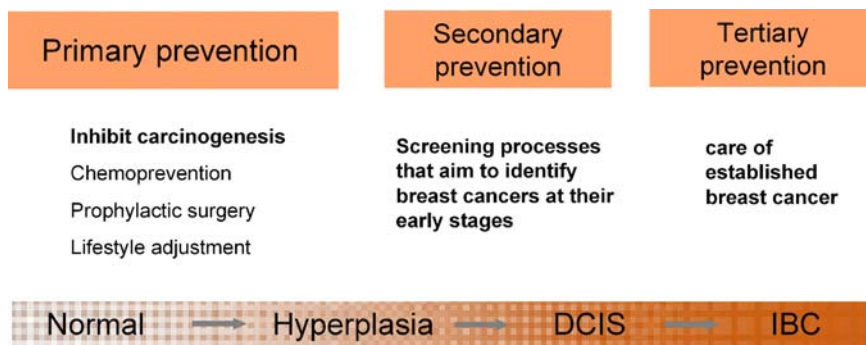 Primary prevention
Inhibit carcinogenesis
Chemoprevention
Prophylactic surgery
Lifestyle adjustment
Secondary
prevention
Screening processes
that aim to identify
breast cancers at their
early stages
Tertiary
prevention
care of
established
breast cancer
Normal Hyperplasia DCIS IBC